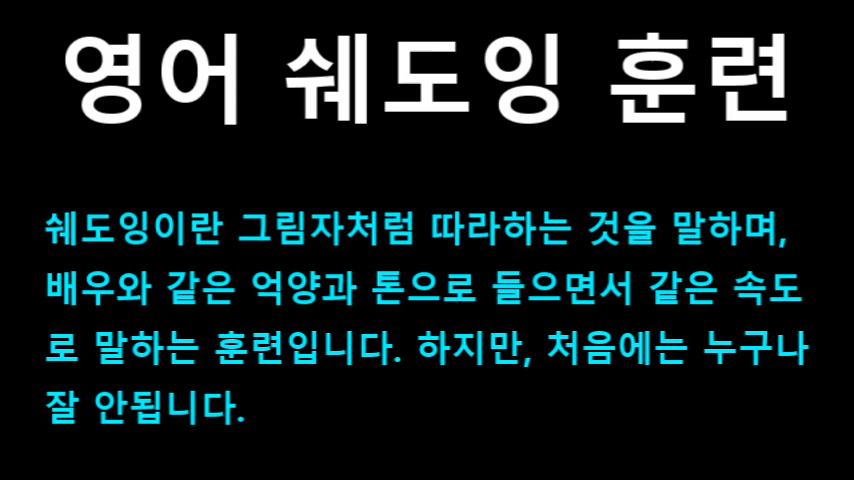 영어 쉐도잉 훈련
쉐도잉이란 그림자처럼 따라하는 것을 말하며,
배우와 같은 억양과 톤으로 들으면서 같은 속도
로 말하는 훈련입니다. 하지만, 처음에는 누구나
잘 안됩니다.